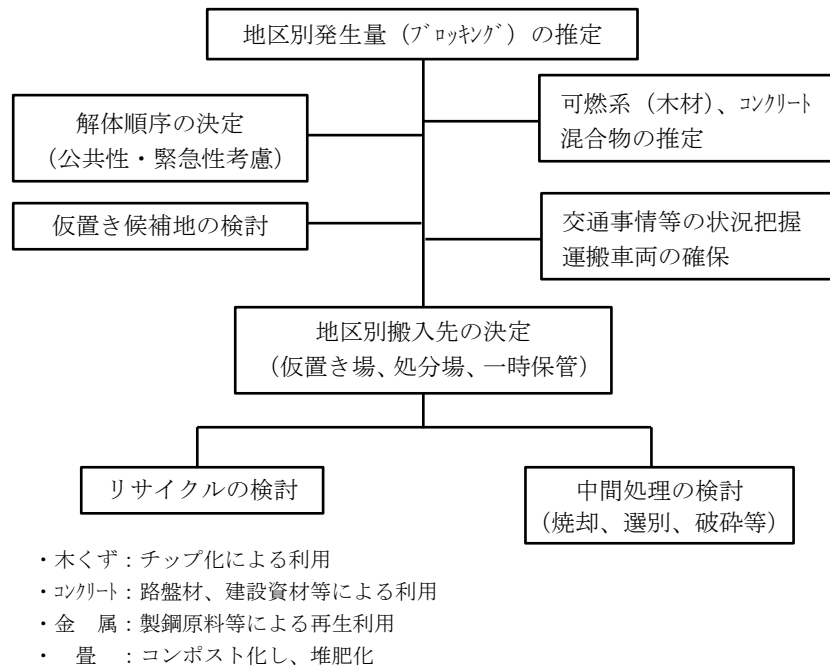 地区別発生量（ﾌﾞﾛｯｷﾝｸﾞ）の推定
解体順序の決定
（公共性・緊急性考慮）
可燃系（木材）、ｺﾝｸﾘｰﾄ
混合物の推定
仮置き候補地の検討
交通事情等の状況把握
運搬車両の確保
地区別搬入先の決定
（仮置き場、処分場、一時保管）
リサイクルの検討
中間処理の検討
（焼却、選別、破砕等）
・木くず：チップ化による利用
・ｺﾝｸﾘｰﾄ：路盤材、建設資材等による利用
・金　属：製鋼原料等による再生利用
・　畳　：コンポスト化し、堆肥化